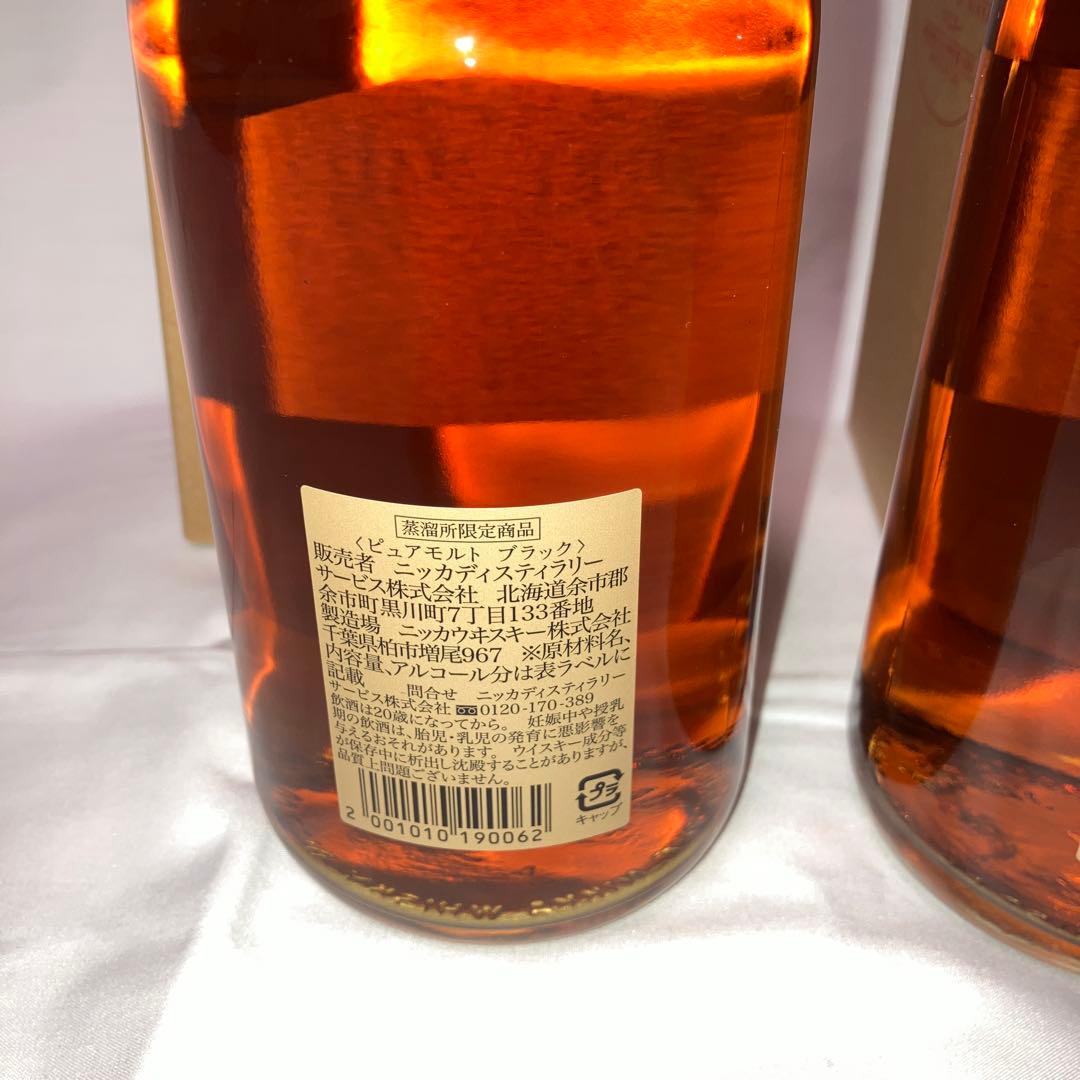 蒸溜所限定商品
〈ピュアモルト ブラック〉
販売者 ニッカディスティラリー
サービス株式会社 北海道余市郡
余市町黒川町7丁目133番地
製造場 ニッカウヰスキー株式会社
千葉県柏市増尾967 ※原材料名、
内容量、アルコール分は表ラベルに
記載 問合せ ニッカディスティラリー
サービス株式会社 0120-170-389
飲酒は20歳になってから。 妊娠中や授乳
期の飲酒は、胎児・乳児の発育に悪影響を
与えるおそれがあります。 ウイスキー成分等
が保存中に析出し沈殿することがありますが、
品質上問題ございません。
プラ
キャップ
2 001010 190062